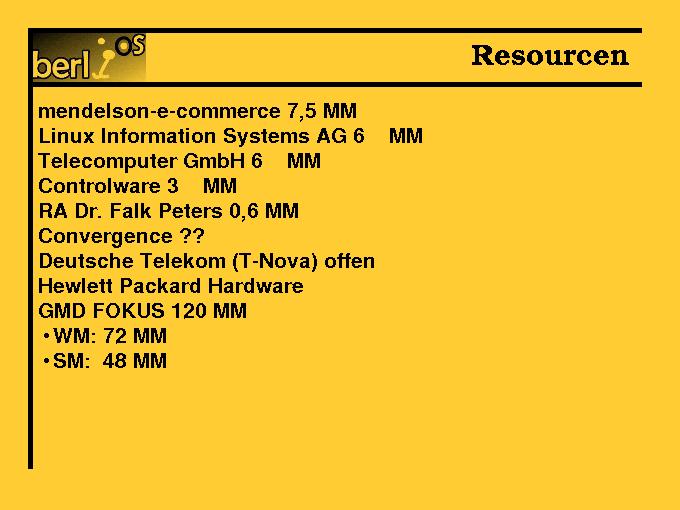 berlios
Resourcen
mendelson-e-commerce 7,5 MM
Linux Information Systems AG 6 MM
Telecomputer GmbH 6 MM
Controlware 3 MM
RA Dr. Falk Peters 0,6 MM
Convergence ??
Deutsche Telekom (T-Nova) offen
Hewlett Packard Hardware
GMD FOKUS 120 MM
•WM: 72 MM
•SM: 48 MM